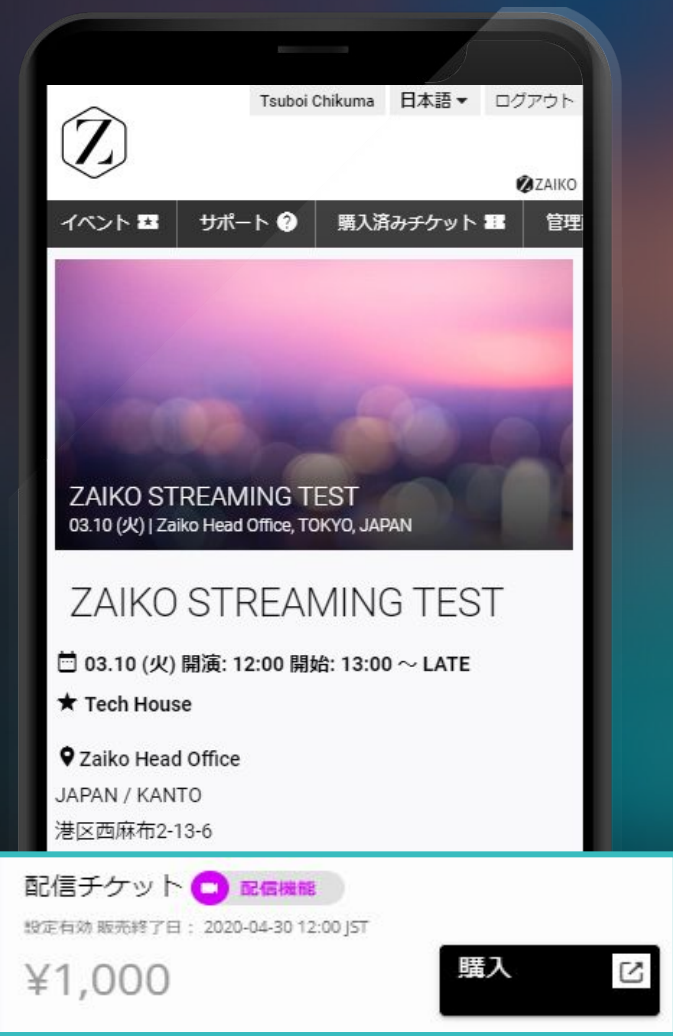 Tsuboi Chikuma 日本語 ログアウト
Z
ZAIKO
イベント サポート ? 購入済みチケット 管理
ZAIKO STREAMING TEST
03.10 (火) | Zaiko Head Office, TOKYO, JAPAN
ZAIKO STREAMING TEST
03.10 (火) 開演: 12:00 開始: 13:00 ～ LATE
Tech House
Zaiko Head Office
JAPAN / KANTO
港区西麻布2-13-6
配信チケット 配信機能
設定有効 販売終了日： 2020-04-30 12:00 JST
¥1,000
購入